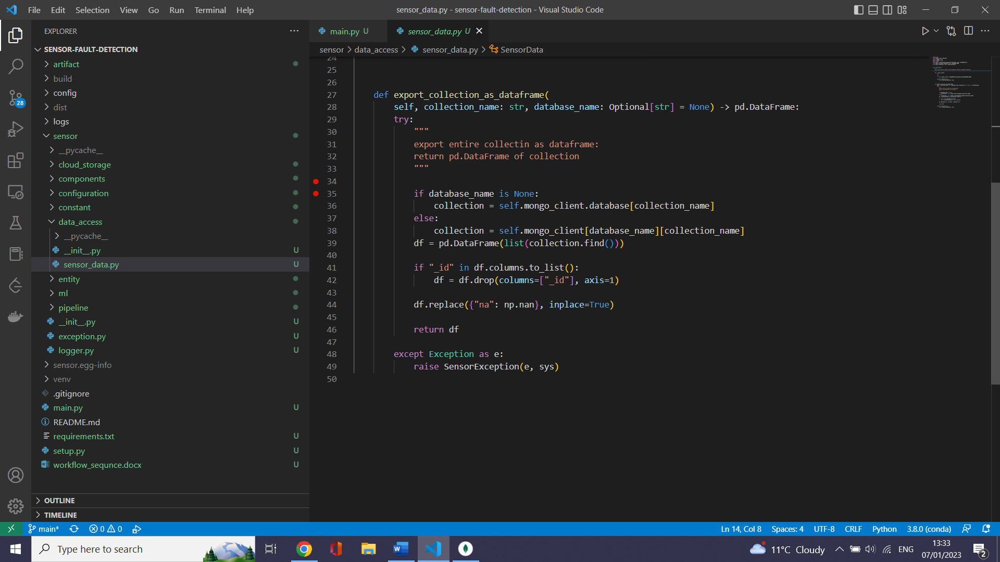 File Edit Selection View Go Run Terminal Help
sensor_data.py - sensor-fault-detection - Visual Studio Code
EXPLORER
SENSOR-FAULT-DETECTION
artifact
build
config
dist
logs
sensor
__pycache__
cloud_storage
components
configuration
constant
data_access
__pycache__
__init__.py U
sensor_data.py U
entity
ml
pipeline
__init__.py U
exception.py U
logger.py U
sensor.egg-info
venv
.gitignore
main.py U
README.md
requirements.txt U
setup.py U
workflow_sequnce.docx U
OUTLINE
TIMELINE
28
main.py U
sensor_data.py U
sensor > data_access > sensor_data.py > SensorData
24
25
26
27 def export_collection_as_dataframe(
28 self, collection_name: str, database_name: Optional[str] = None) -> pd.DataFrame:
29 try:
30 """
31 export entire collectin as dataframe:
32 return pd.DataFrame of collection
33 """
34
35 if database_name is None:
36 collection = self.mongo_client.database[collection_name]
37 else:
38 collection = self.mongo_client[database_name][collection_name]
39 df = pd.DataFrame(list(collection.find()))
40
41 if "_id" in df.columns.to_list():
42 df = df.drop(columns=["_id"], axis=1)
43
44 df.replace({"na": np.nan}, inplace=True)
45
46 return df
47
48 except Exception as e:
49 raise SensorException(e, sys)
50
main* 0 0
Ln 14, Col 8 Spaces: 4 UTF-8 CRLF Python 3.8.0 (conda)
Type here to search
11°C Cloudy
ENG
13:33
07/01/2023
2